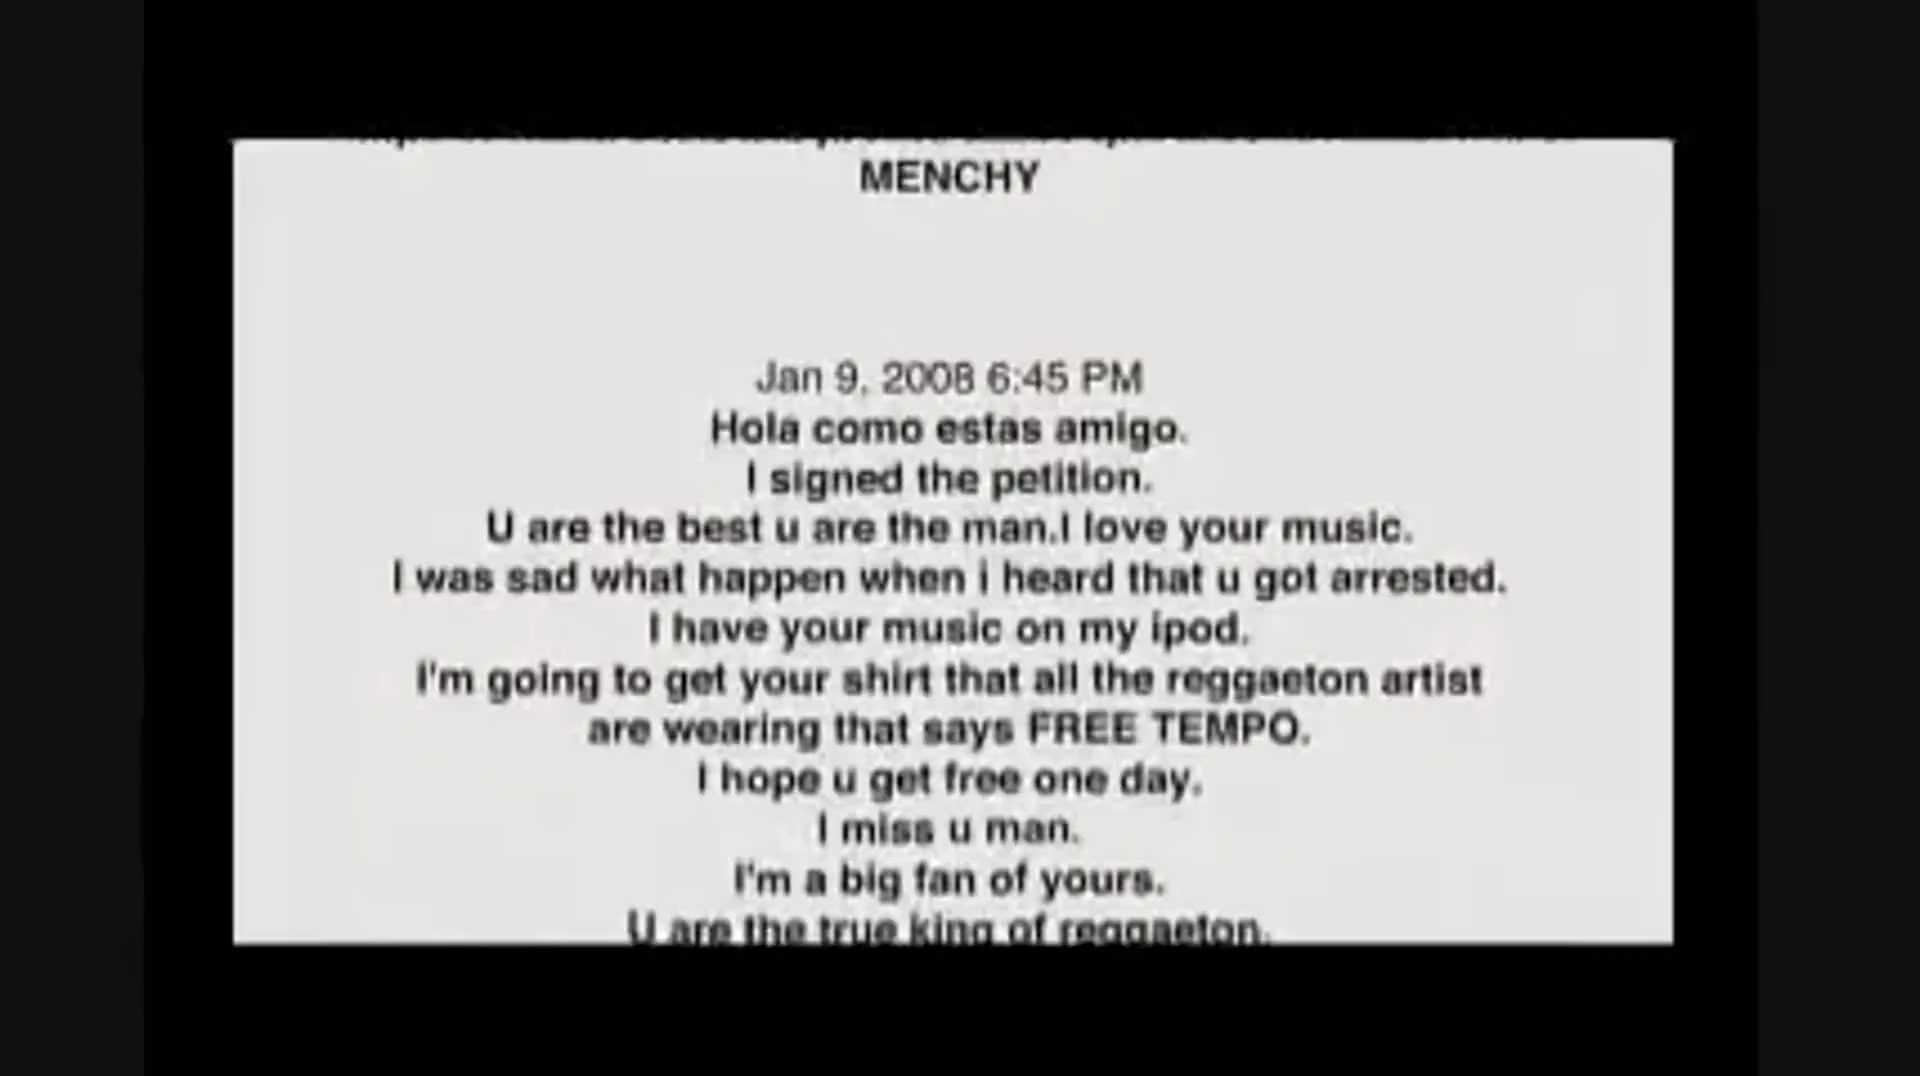 MENCHY
Jan 9, 2008 6:45 PM
Hola como estas amigo.
I signed the petition.
U are the best u are the man.I love your music.
I was sad what happen when i heard that u got arrested.
I have your music on my ipod.
I'm going to get your shirt that all the reggaeton artist
are wearing that says FREE TEMPO.
I hope u get free one day.
I miss u man.
I'm a big fan of yours.
U are the true king of reggaeton.